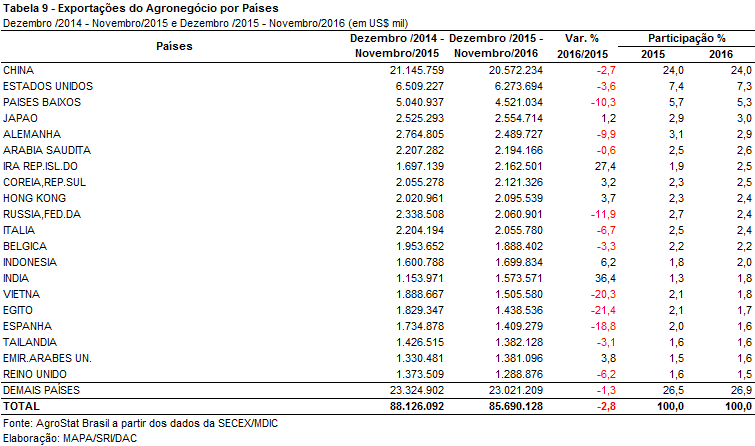 Tabela 9 - Exportações do Agronegócio por Países
Dezembro /2014 - Novembro/2015 e Dezembro /2015 - Novembro/2016 (em US$ mil)
Países Dezembro /2014 - Novembro/2015 Dezembro /2015 - Novembro/2016 Var. % 2016/2015 Participação % 2015 2016
CHINA 21.145.759 20.572.234 -2,7 24,0 24,0
ESTADOS UNIDOS 6.509.227 6.273.694 -3,6 7,4 7,3
PAISES BAIXOS 5.040.937 4.521.034 -10,3 5,7 5,3
JAPAO 2.525.293 2.554.714 1,2 2,9 3,0
ALEMANHA 2.764.805 2.489.727 -9,9 3,1 2,9
ARABIA SAUDITA 2.207.282 2.194.166 -0,6 2,5 2,6
IRA REP.ISL.DO 1.697.139 2.162.501 27,4 1,9 2,5
COREIA,REP.SUL 2.055.278 2.121.326 3,2 2,3 2,5
HONG KONG 2.020.961 2.095.539 3,7 2,3 2,4
RUSSIA,FED.DA 2.338.508 2.060.901 -11,9 2,7 2,4
ITALIA 2.204.194 2.055.780 -6,7 2,5 2,4
BELGICA 1.953.652 1.888.402 -3,3 2,2 2,2
INDONESIA 1.600.788 1.699.834 6,2 1,8 2,0
INDIA 1.153.971 1.573.571 36,4 1,3 1,8
VIETNA 1.888.667 1.505.580 -20,3 2,1 1,8
EGITO 1.829.347 1.438.536 -21,4 2,1 1,7
ESPANHA 1.734.878 1.409.279 -18,8 2,0 1,6
TAILANDIA 1.426.515 1.382.128 -3,1 1,6 1,6
EMIR.ARABES UN. 1.330.481 1.381.096 3,8 1,5 1,6
REINO UNIDO 1.373.509 1.288.876 -6,2 1,6 1,5
DEMAIS PAÍSES 23.324.902 23.021.209 -1,3 26,5 26,9
TOTAL 88.126.092 85.690.128 -2,8 100,0 100,0
Fonte: AgroStat Brasil a partir dos dados da SECEX/MDIC
Elaboração: MAPA/SRI/DAC